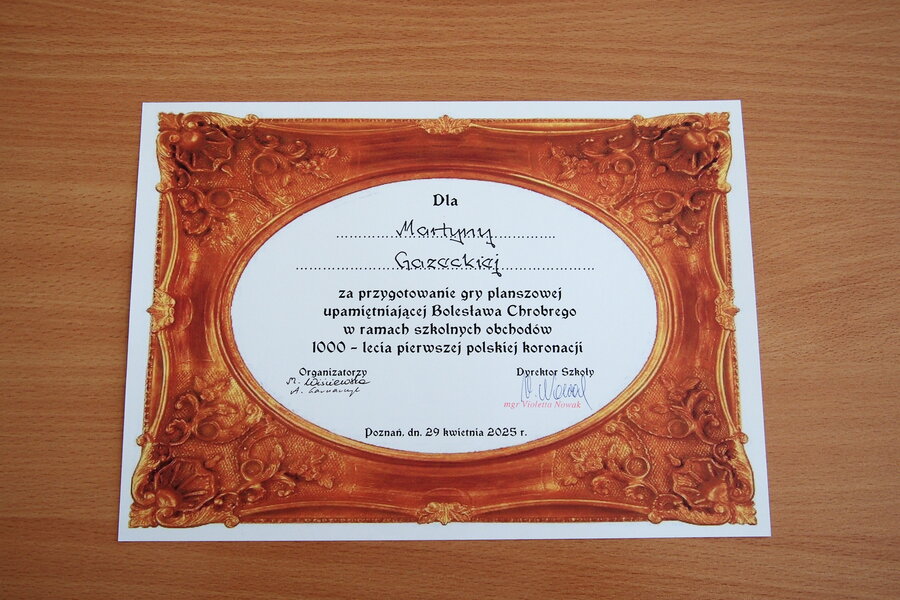 Dla
Martyny
Gazeckiej
za przygotowanie gry planszowej
upamiętniającej Bolesława Chrobrego
w ramach szkolnych obchodów
1000 - lecia pierwszej polskiej koronacji
Organizatorzy Dyrektor Szkoły
M. Wiśniewska
A.
mgr Violetta Nowak
Poznań, dn. 29 kwietnia 2025 r.